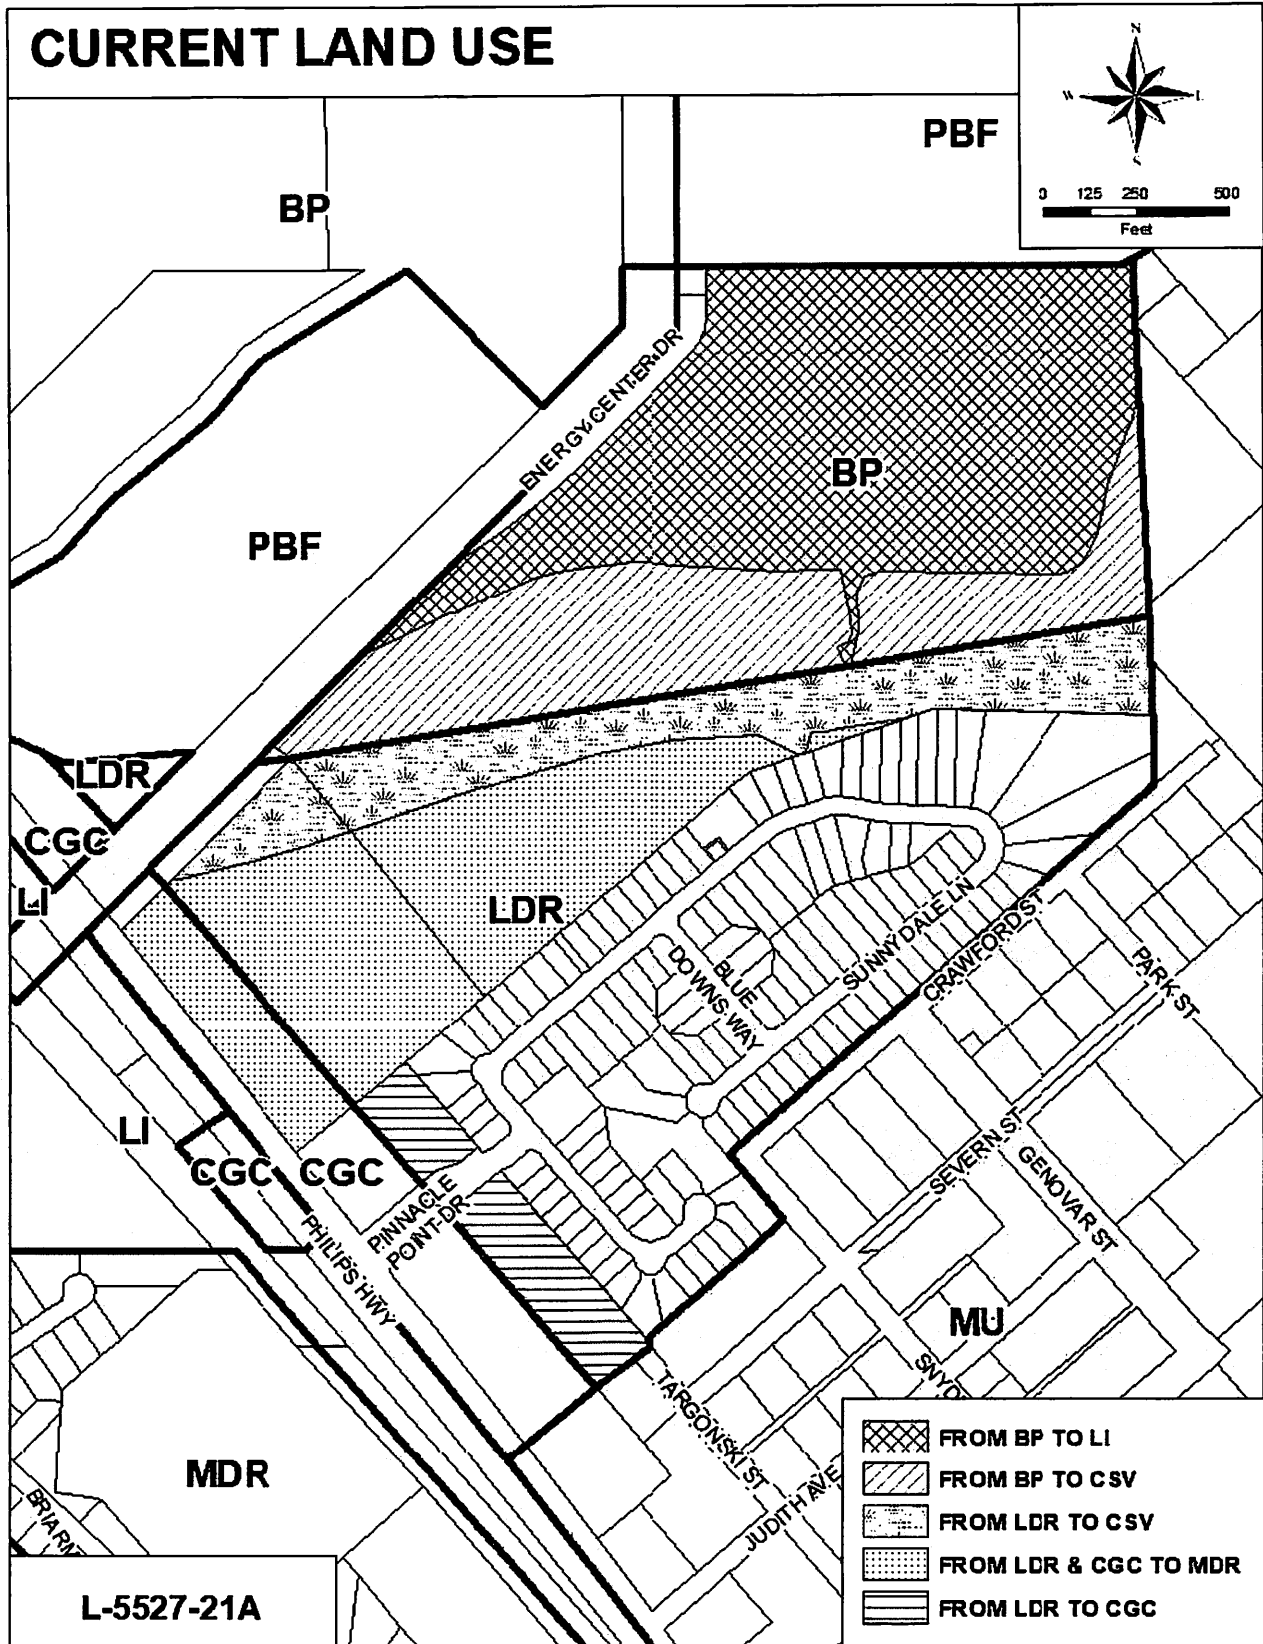 CURRENT LAND USE
N
W
S
0 125 250 500
Feet
PBF
BP
ENERGY CENTER DR
BP
PBF
LDR
CGC
LI
LDR
BLUE
DOWNS WAY
SUNNYDALE LN
CRAWFORD ST
PARK ST
LI
CGC
CGC
PINNACLE
POINT DR
PHILIPS HWY
SEVERN ST
GENOVAR ST
MU
TARGONSKI ST
JUDITH AVE
MDR
L-5527-21A
FROM BP TO LI
FROM BP TO CSV
FROM LDR TO CSV
FROM LDR & CGC TO MDR
FROM LDR TO CGC